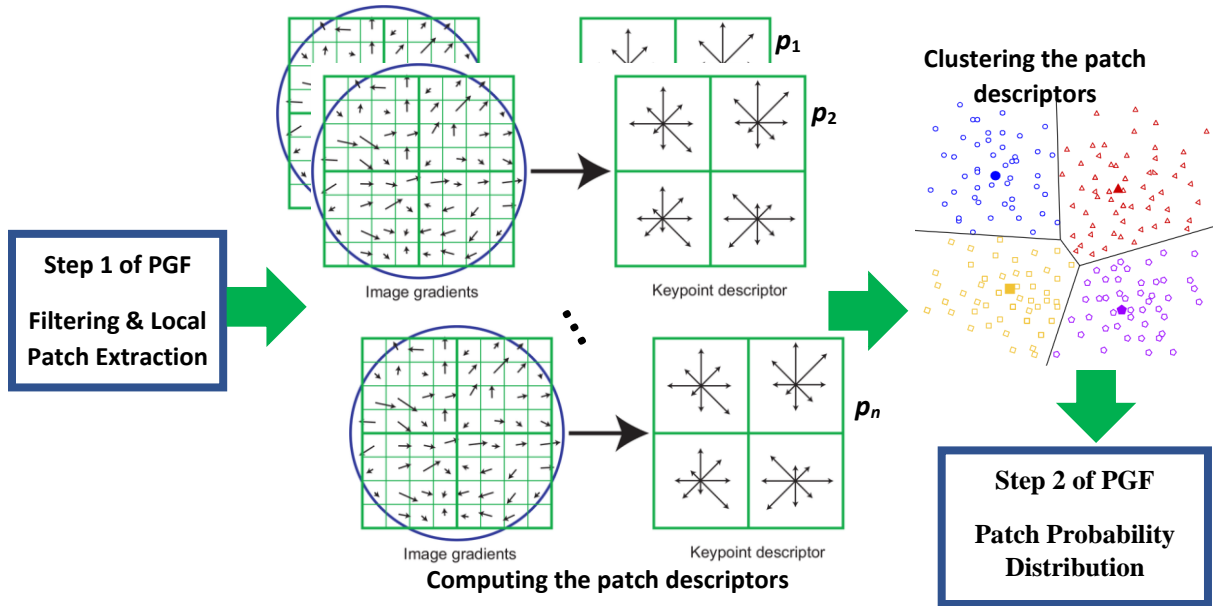 Step 1 of PGF
Filtering & Local
Patch Extraction
p1
p2
Image gradients
Keypoint descriptor
pn
Image gradients
Keypoint descriptor
Computing the patch descriptors
Clustering the patch
descriptors
Step 2 of PGF
Patch Probability
Distribution